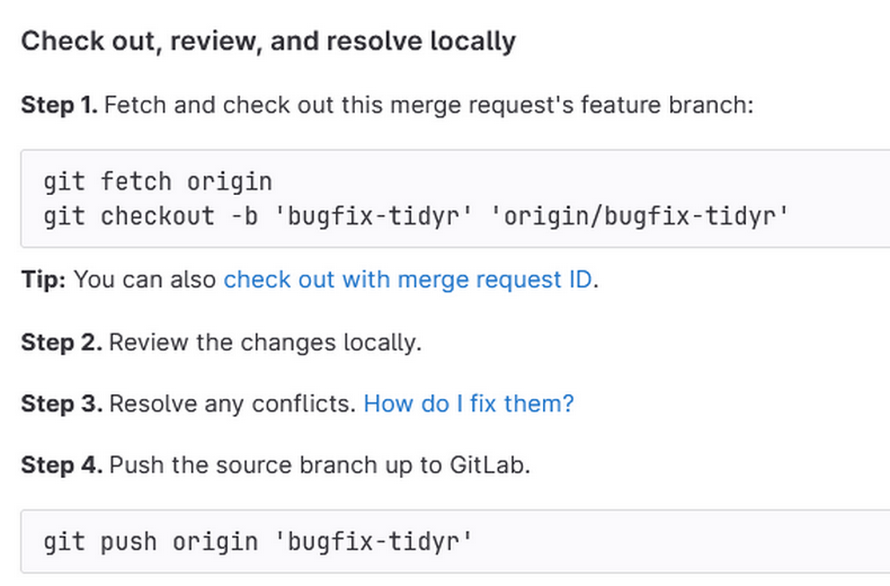 Check out, review, and resolve locally
Step 1. Fetch and check out this merge request's feature branch:
git fetch origin
git checkout -b 'bugfix-tidyr' 'origin/bugfix-tidyr'
Tip: You can also check out with merge request ID.
Step 2. Review the changes locally.
Step 3. Resolve any conflicts. How do I fix them?
Step 4. Push the source branch up to GitLab.
git push origin 'bugfix-tidyr'